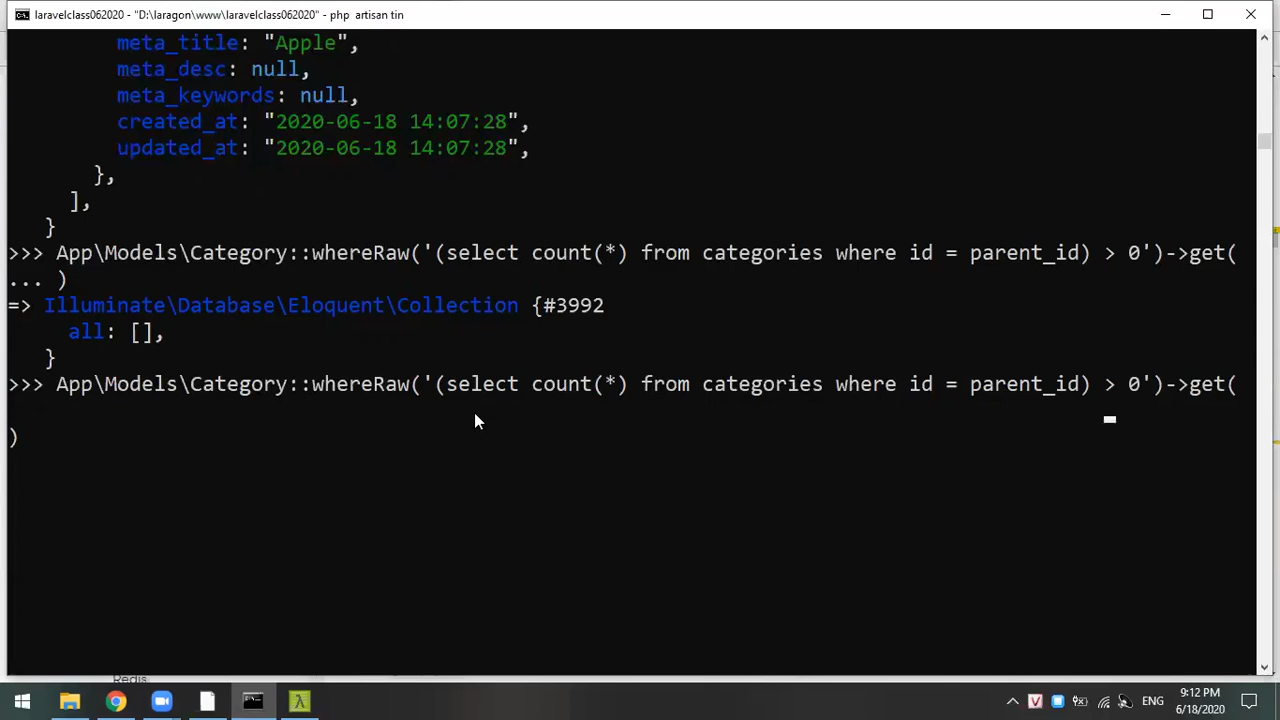 laravelclass062020 - "D:\laragon\www\laravelclass062020" - php artisan tin
meta_title: "Apple",
meta_desc: null,
meta_keywords: null,
created_at: "2020-06-18 14:07:28",
updated_at: "2020-06-18 14:07:28",
},
],
}
>>> App\Models\Category::whereRaw('(select count(*) from categories where id = parent_id) > 0')->get(
... )
=> Illuminate\Database\Eloquent\Collection {#3992
all: [],
}
>>> App\Models\Category::whereRaw('(select count(*) from categories where id = parent_id) > 0')->get(
)
Redis
ENG
9:12 PM
6/18/2020